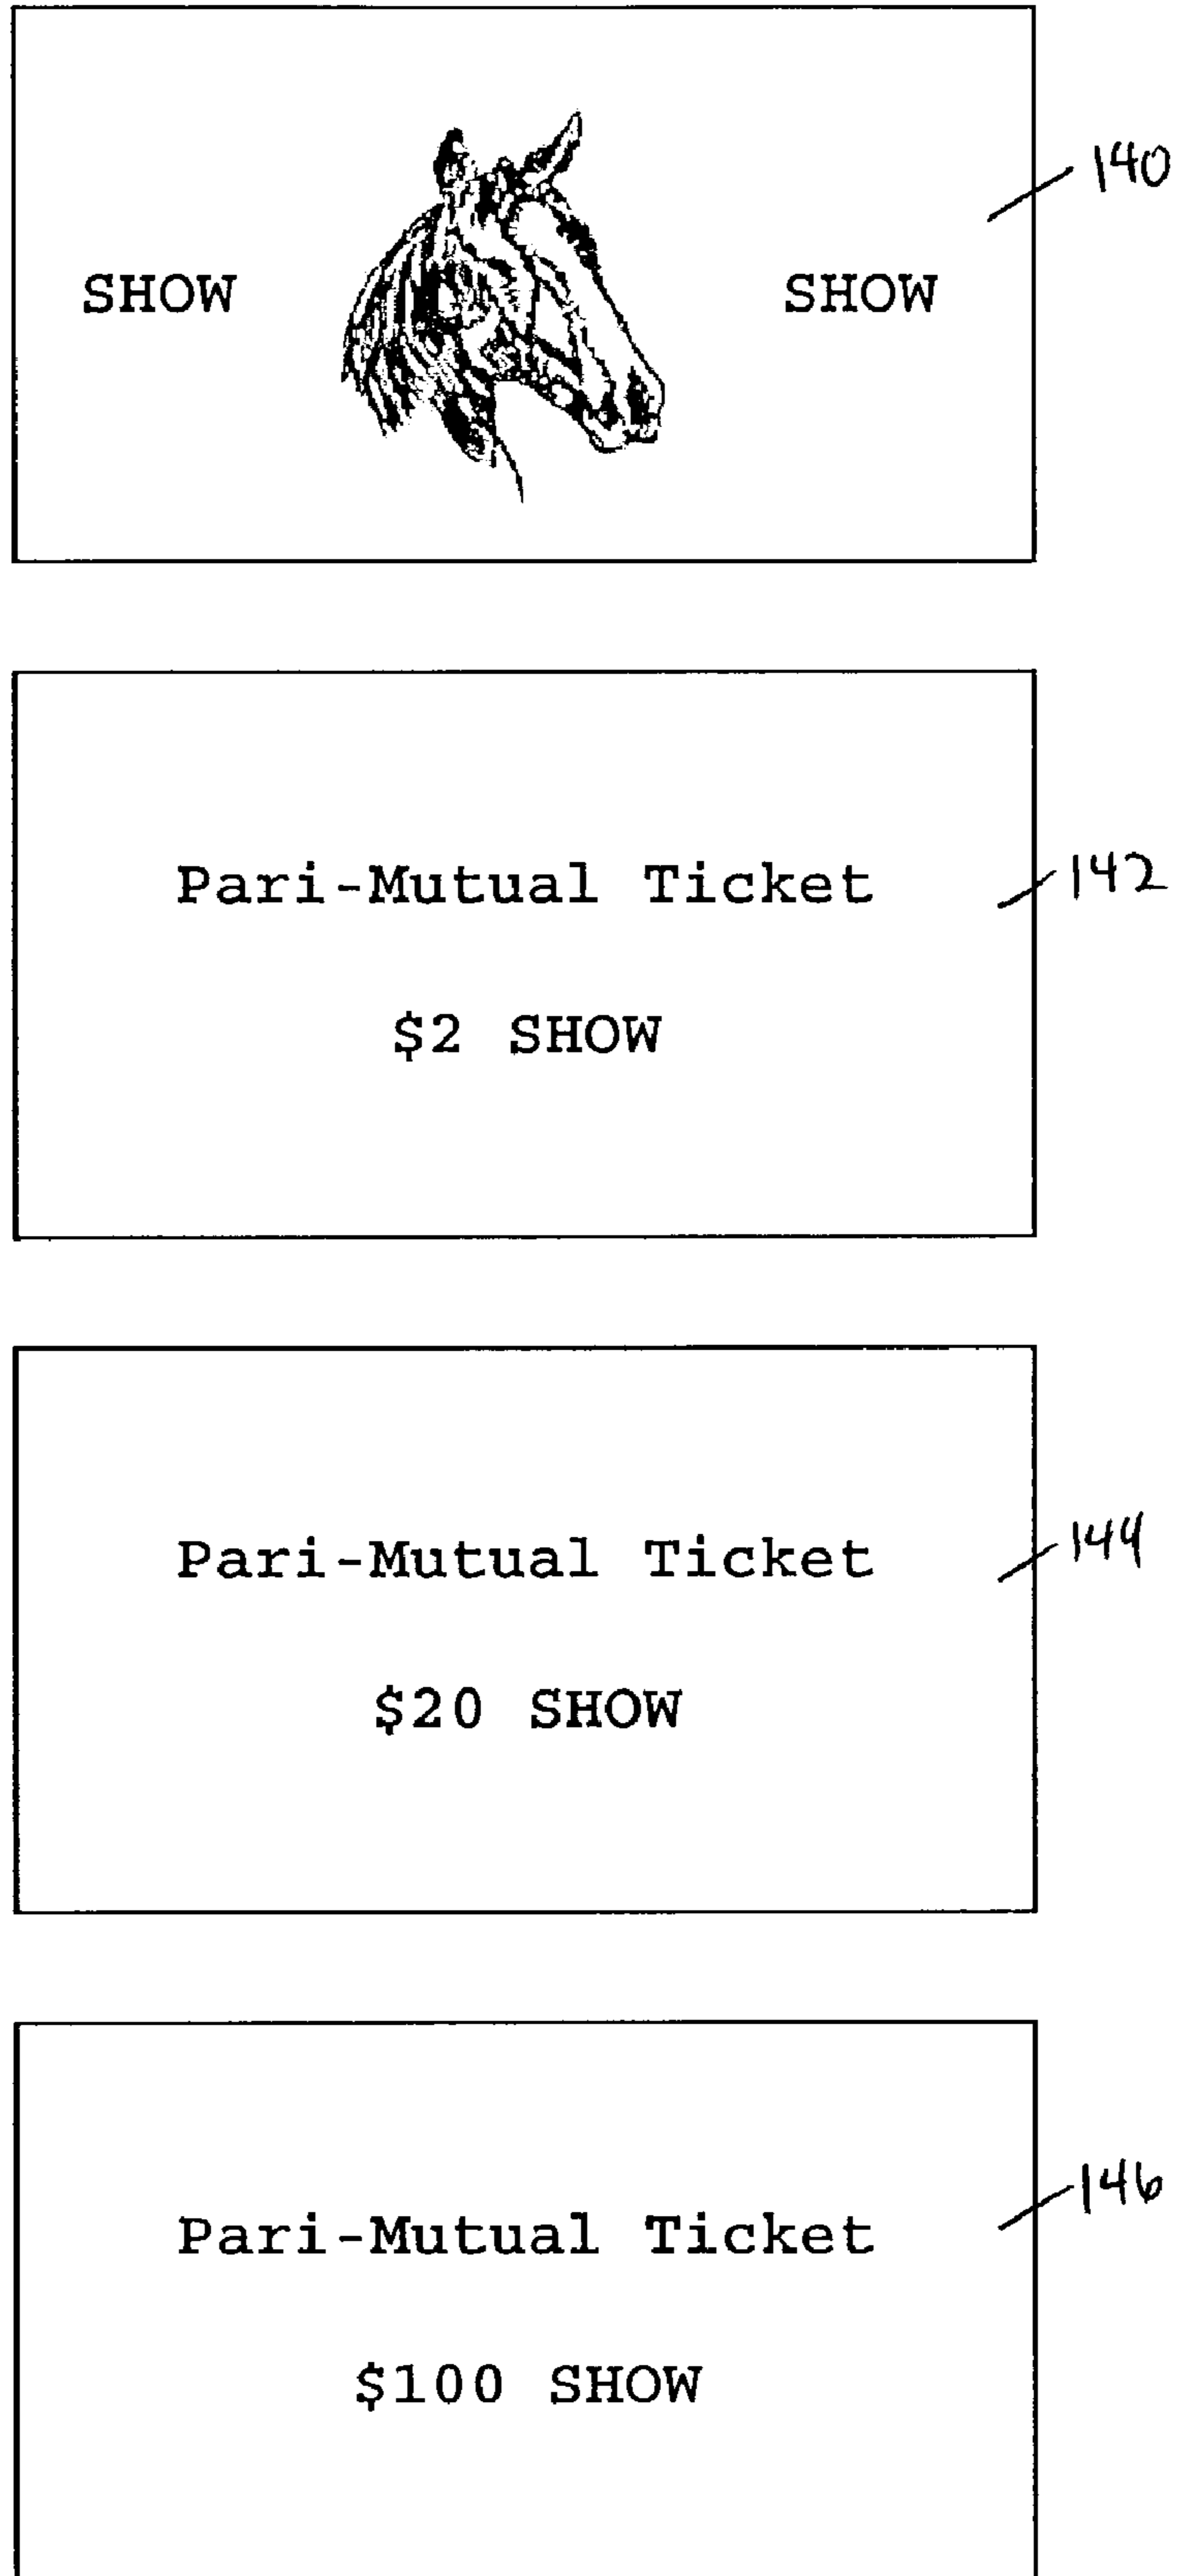 140
SHOW SHOW
Pari-Mutual Ticket
142
$2 SHOW
Pari-Mutual Ticket
144
$20 SHOW
Pari-Mutual Ticket
146
$100 SHOW